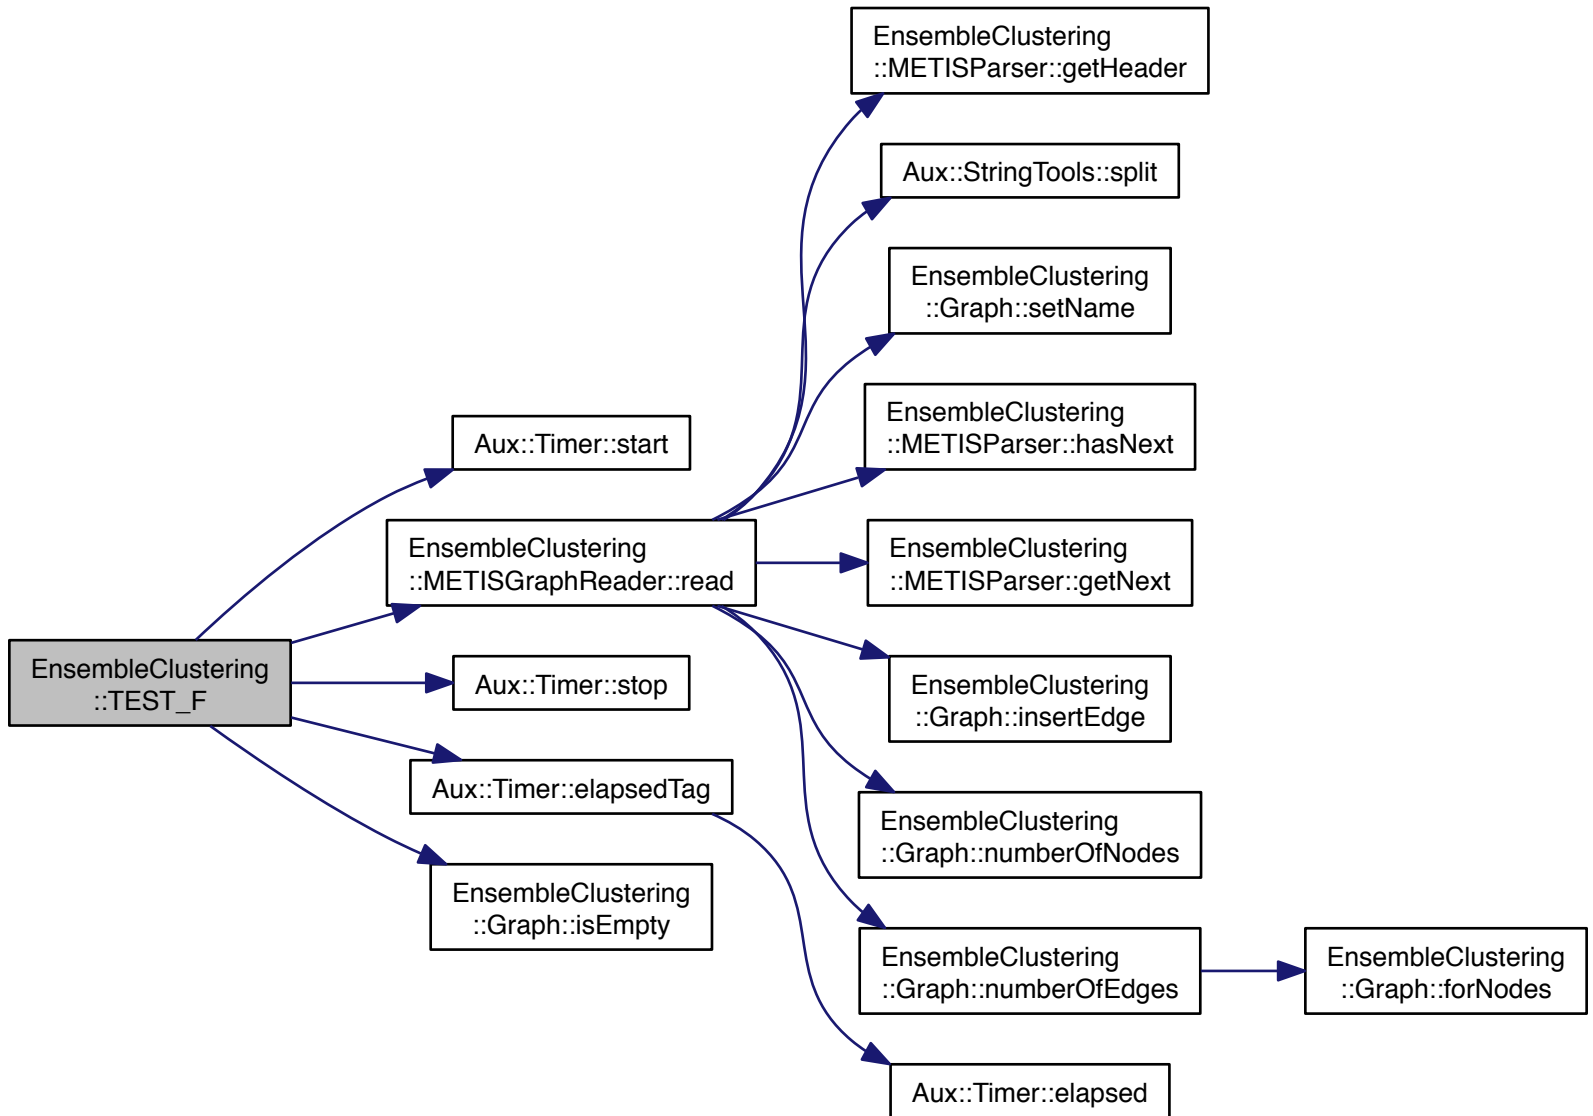 EnsembleClustering
::METISParser::getHeader
Aux::StringTools::split
EnsembleClustering
::Graph::setName
EnsembleClustering
::METISParser::hasNext
Aux::Timer::start
EnsembleClustering
::METISGraphReader::read
EnsembleClustering
::METISParser::getNext
EnsembleClustering
::TEST_F
Aux::Timer::stop
EnsembleClustering
::Graph::insertEdge
Aux::Timer::elapsedTag
EnsembleClustering
::Graph::numberOfNodes
EnsembleClustering
::Graph::isEmpty
EnsembleClustering
::Graph::numberOfEdges
EnsembleClustering
::Graph::forNodes
Aux::Timer::elapsed